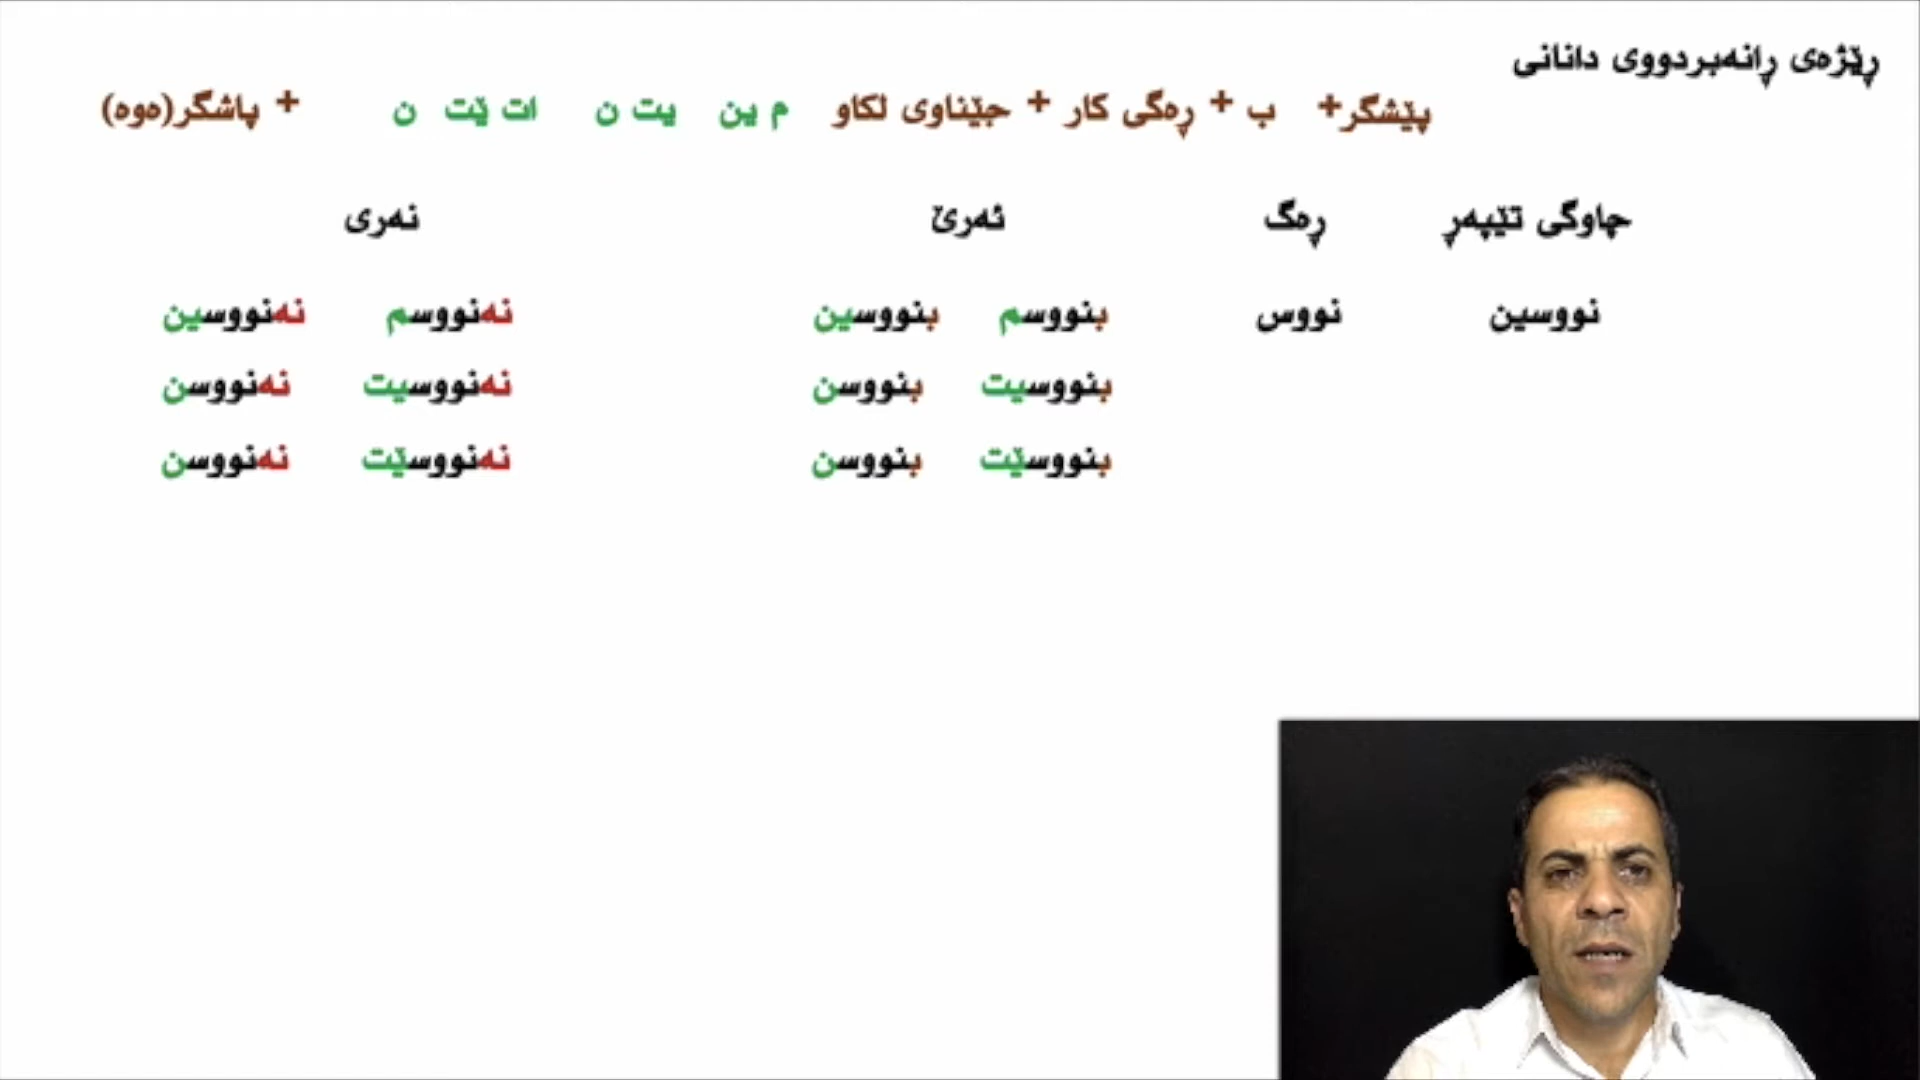 ڕێژەی ڕانەبردووی دانانی
پێشگر+ ب + ڕەگی کار + جێناوی لکاو م ین یت ن ات ێت ن + پاشگر(ەوە)
چاوگی تێپەڕ ڕەگ ئەرێ نەری
نووسین نووس بنووسم بنووسین نەنووسم نەنووسین
بنووسیت بنووسن نەنووسیت نەنووسن
بنووسێت بنووسن نەنووسێت نەنووسن